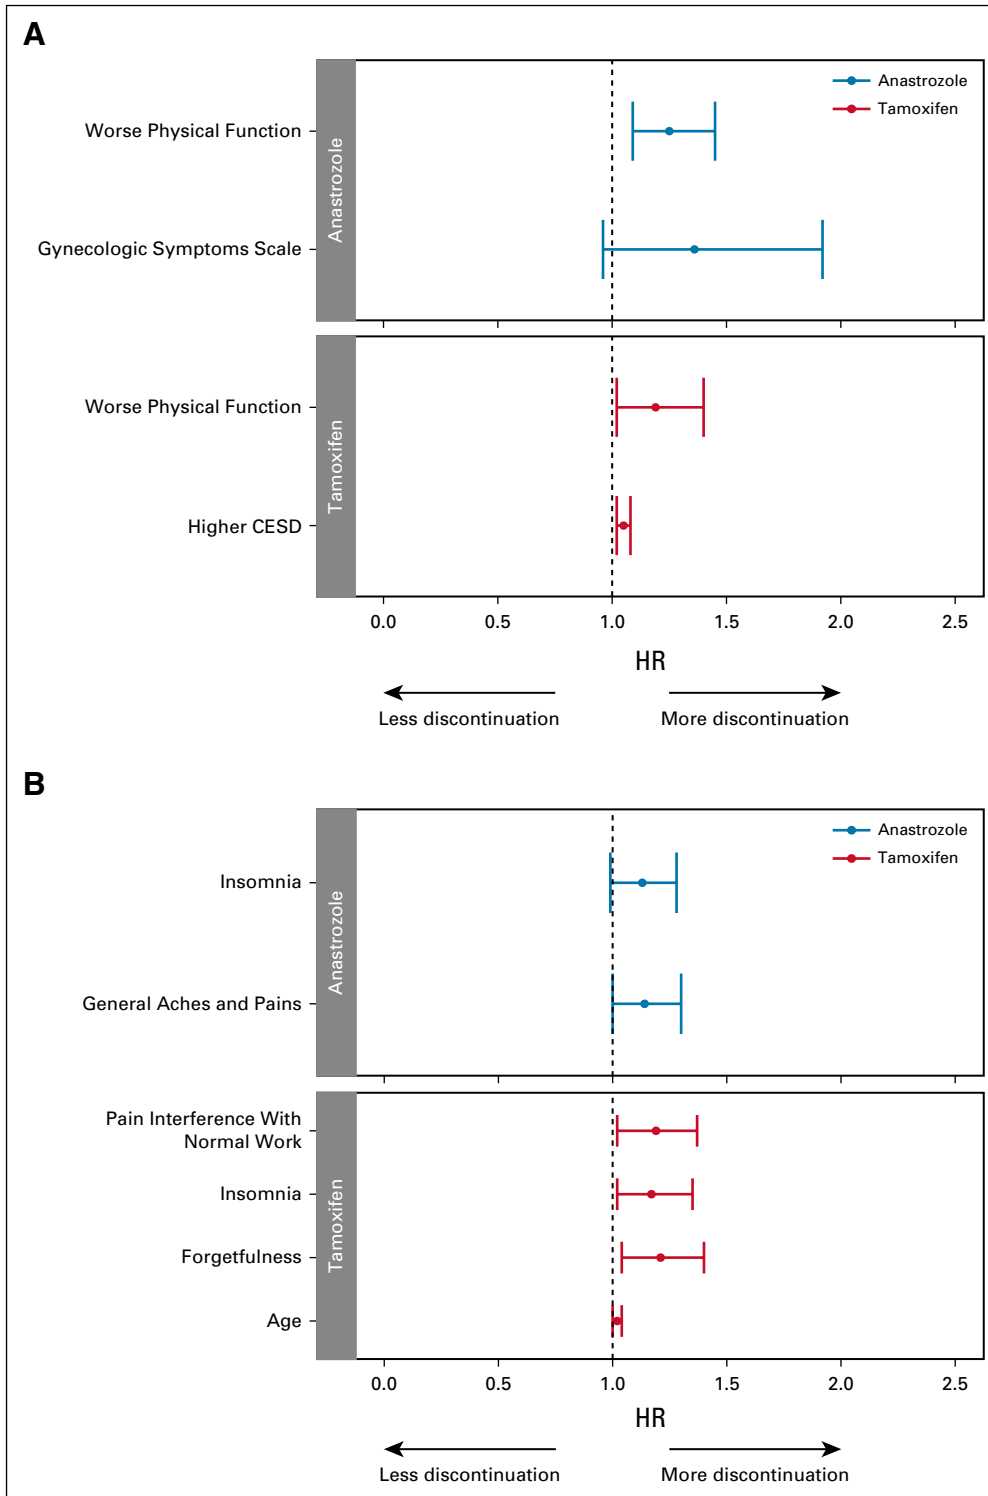 A
Anastrozole
Tamoxifen
Anastrozole
Worse Physical Function
Gynecologic Symptoms Scale
Tamoxifen
Worse Physical Function
Higher CESD
0.0 0.5 1.0 1.5 2.0 2.5
HR
Less discontinuation More discontinuation
B
Anastrozole
Tamoxifen
Anastrozole
Insomnia
General Aches and Pains
Tamoxifen
Pain Interference With
Normal Work
Insomnia
Forgetfulness
Age
0.0 0.5 1.0 1.5 2.0 2.5
HR
Less discontinuation More discontinuation